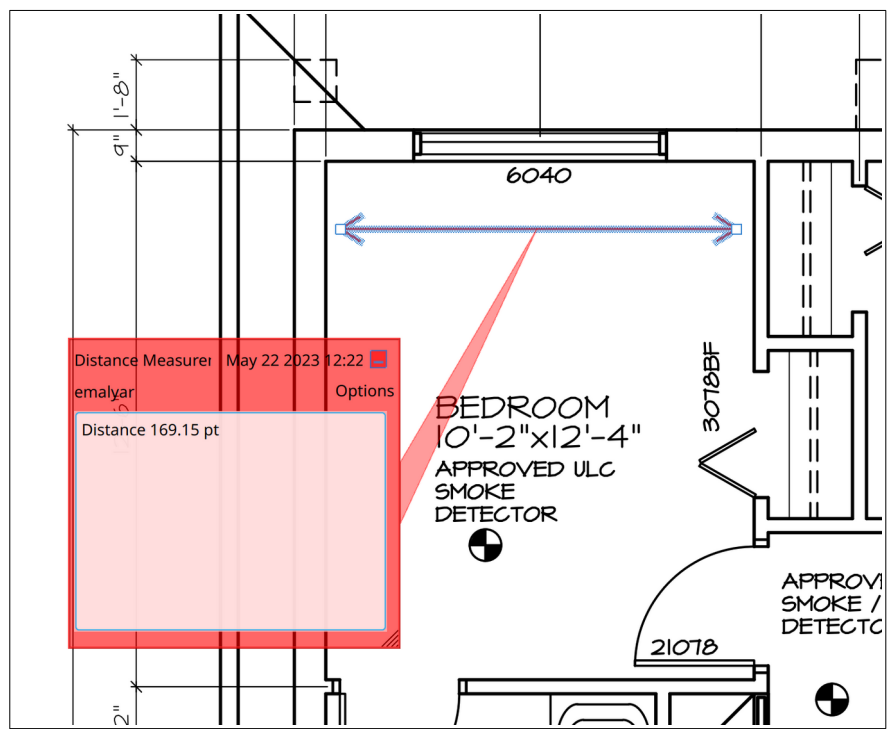 1'-8"
9"
6040
Distance Measurer May 22 2023 12:22
emalyar Options
Distance 169.15 pt
3078BF
BEDROOM
10'-2"x12'-4"
APPROVED ULC
SMOKE
DETECTOR
APPROV
SMOKE /
DETECTO
21078
2"